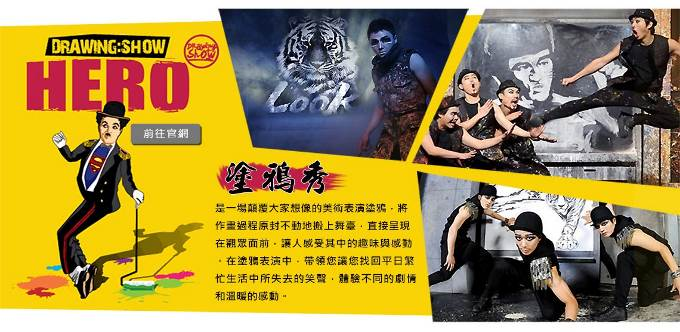 DRAWING:SHOW
DRAWING SHOW
HERO
前往官網
Look
塗鴉秀
是一場顛覆大家想像的美術表演塗鴉，將
作畫過程原封不動地搬上舞臺，直接呈現
在觀眾面前，讓人感受其中的趣味與感動
。在塗鴉表演中，帶領您讓您找回平日繁
忙生活中所失去的笑聲，體驗不同的劇情
和溫暖的感動。